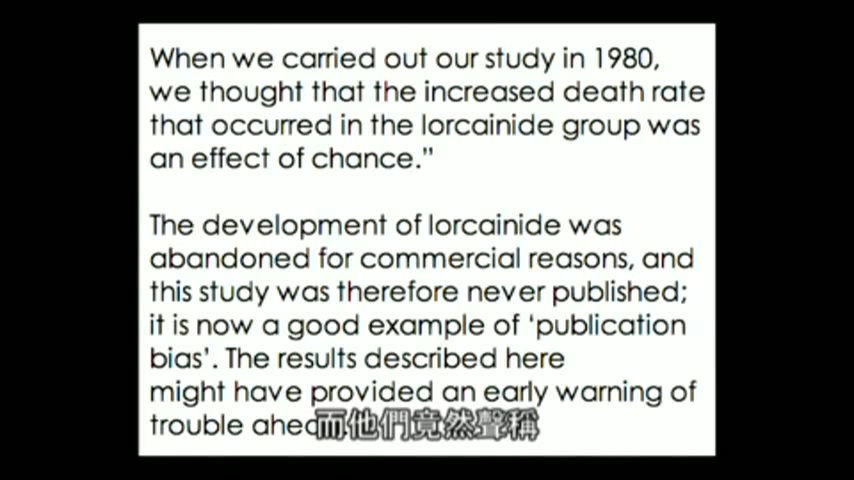 When we carried out our study in 1980,
we thought that the increased death rate
that occurred in the lorcainide group was
an effect of chance.”
The development of lorcainide was
abandoned for commercial reasons, and
this study was therefore never published;
it is now a good example of ‘publication
bias’. The results described here
might have provided an early warning of
trouble
而他們竟然聲稱